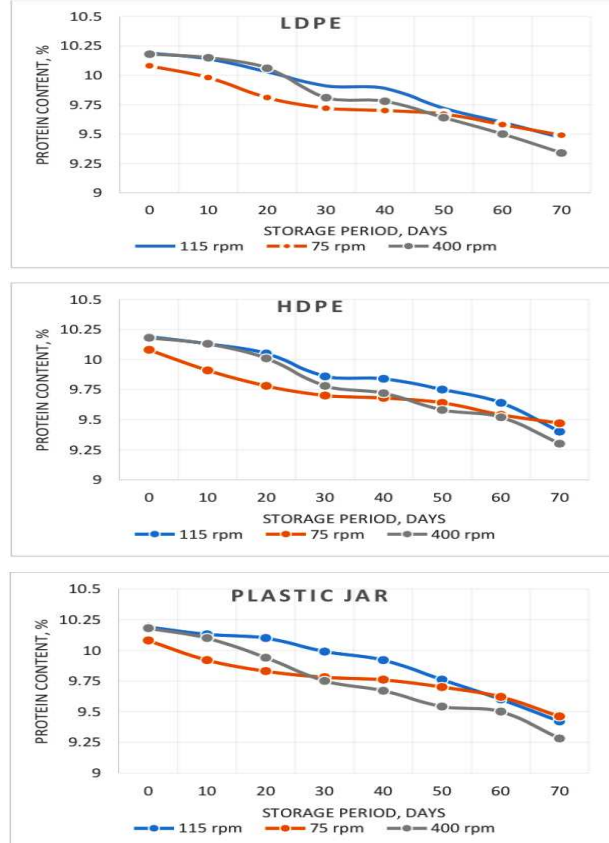 LDPE
PROTEIN CONTENT, %
10.5
10.25
10
9.75
9.5
9.25
9
0 10 20 30 40 50 60 70
STORAGE PERIOD, DAYS
115 rpm 75 rpm 400 rpm
HDPE
PROTEIN CONTENT, %
10.5
10.25
10
9.75
9.5
9.25
9
0 10 20 30 40 50 60 70
STORAGE PERIOD, DAYS
115 rpm 75 rpm 400 rpm
PLASTIC JAR
PROTEIN CONTENT, %
10.5
10.25
10
9.75
9.5
9.25
9
0 10 20 30 40 50 60 70
STORAGE PERIOD, DAYS
115 rpm 75 rpm 400 rpm